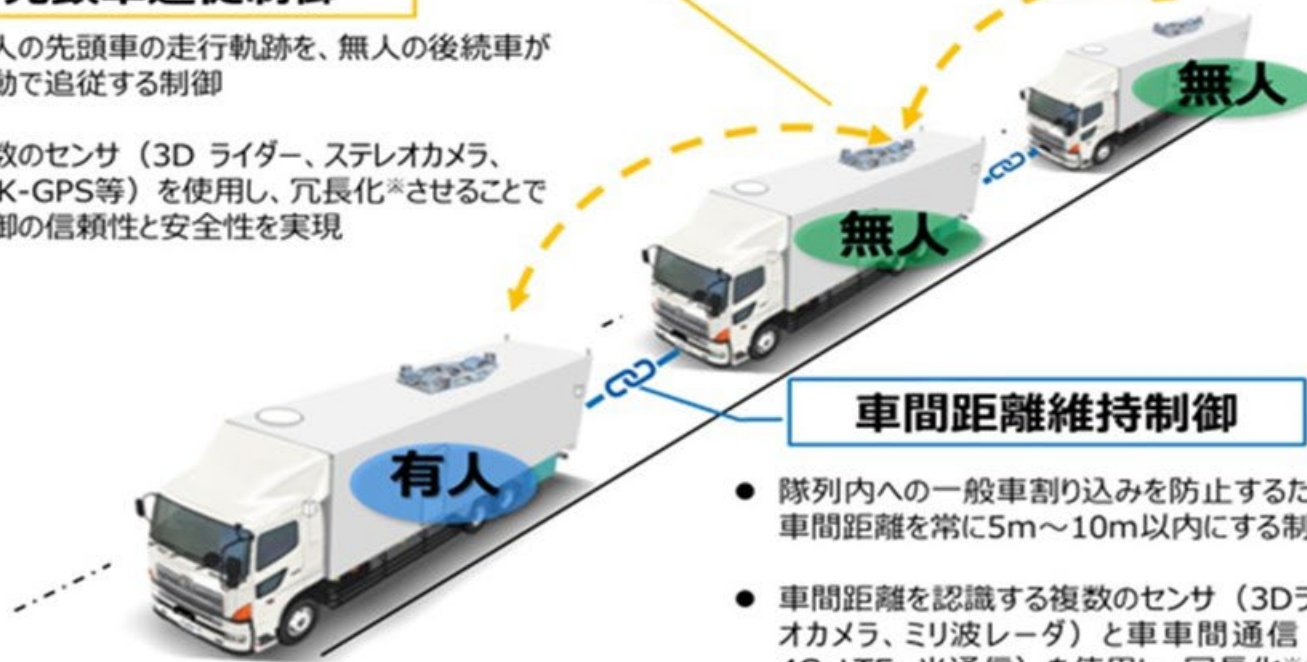 人の先頭車の走行軌跡を、無人の後続車が
動で追従する制御
数のセンサ（3D ライダー、ステレオカメラ、
K-GPS等）を使用し、冗長化※させることで
御の信頼性と安全性を実現
無人
無人
有人
車間距離維持制御
● 隊列内への一般車割り込みを防止するた
車間距離を常に5m～10m以内にする制
● 車間距離を認識する複数のセンサ（3Dラ
オカメラ、ミリ波レーダ）と車車間通信